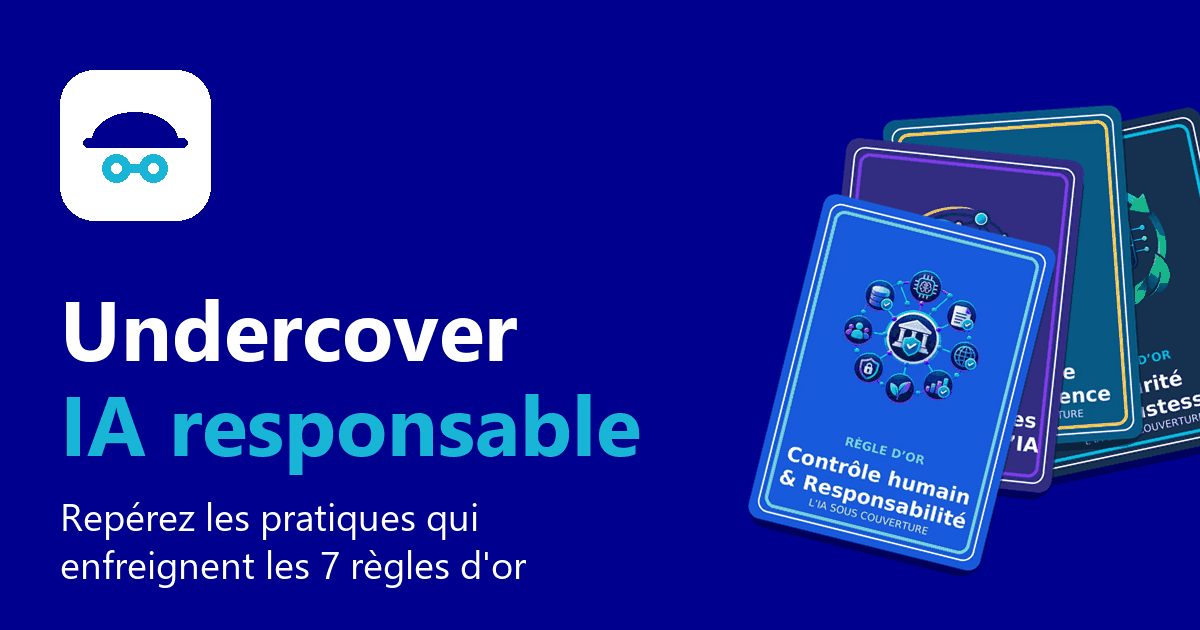 Undercover
IA responsable
Repérez les pratiques qui
enfreignent les 7 règles d'or
RÈGLE D'OR
Contrôle humain
& Responsabilité
L'IA SOUS COUVERTURE